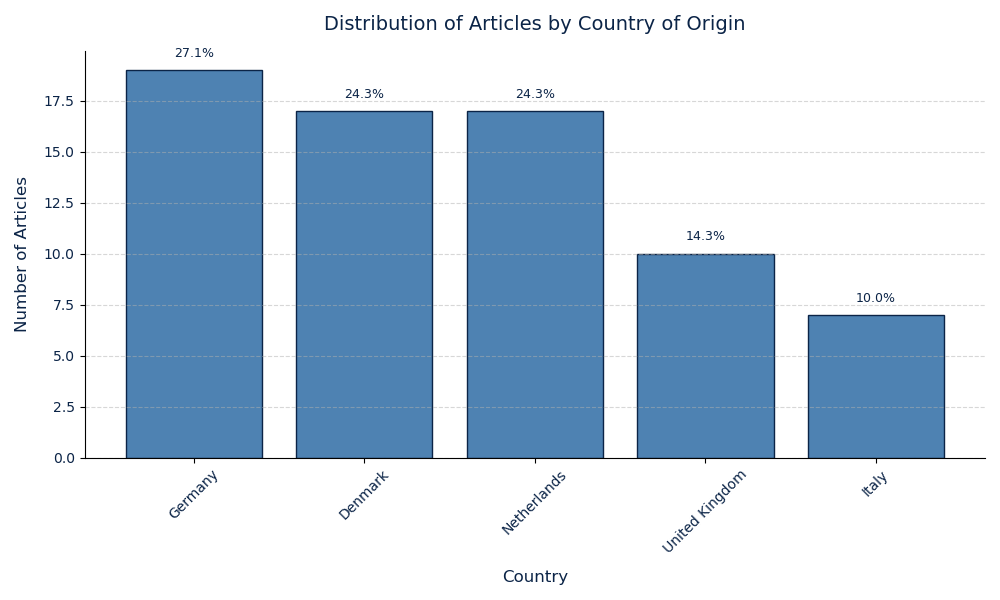 Distribution of Articles by Country of Origin
27.1%
24.3%
24.3%
14.3%
10.0%
Number of Articles
17.5
15.0
12.5
10.0
7.5
5.0
2.5
0.0
Germany
Denmark
Netherlands
United Kingdom
Italy
Country